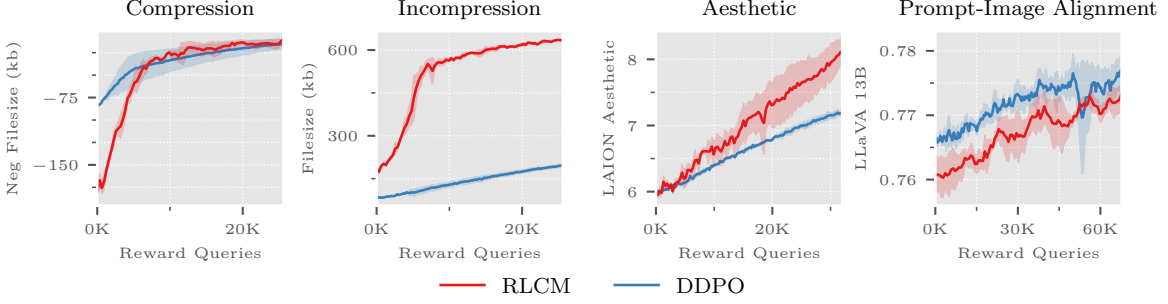 Compression
Neg Filesize (kb)
−75
−150
0K
20K
Reward Queries
Incompression
Filesize (kb)
600
300
0K
20K
Reward Queries
Aesthetic
LAION Aesthetic
8
7
6
0K
20K
Reward Queries
Prompt-Image Alignment
LLaVA 13B
0.778
0.77
0.76
0K
30K
60K
Reward Queries
RLCM
DDPO